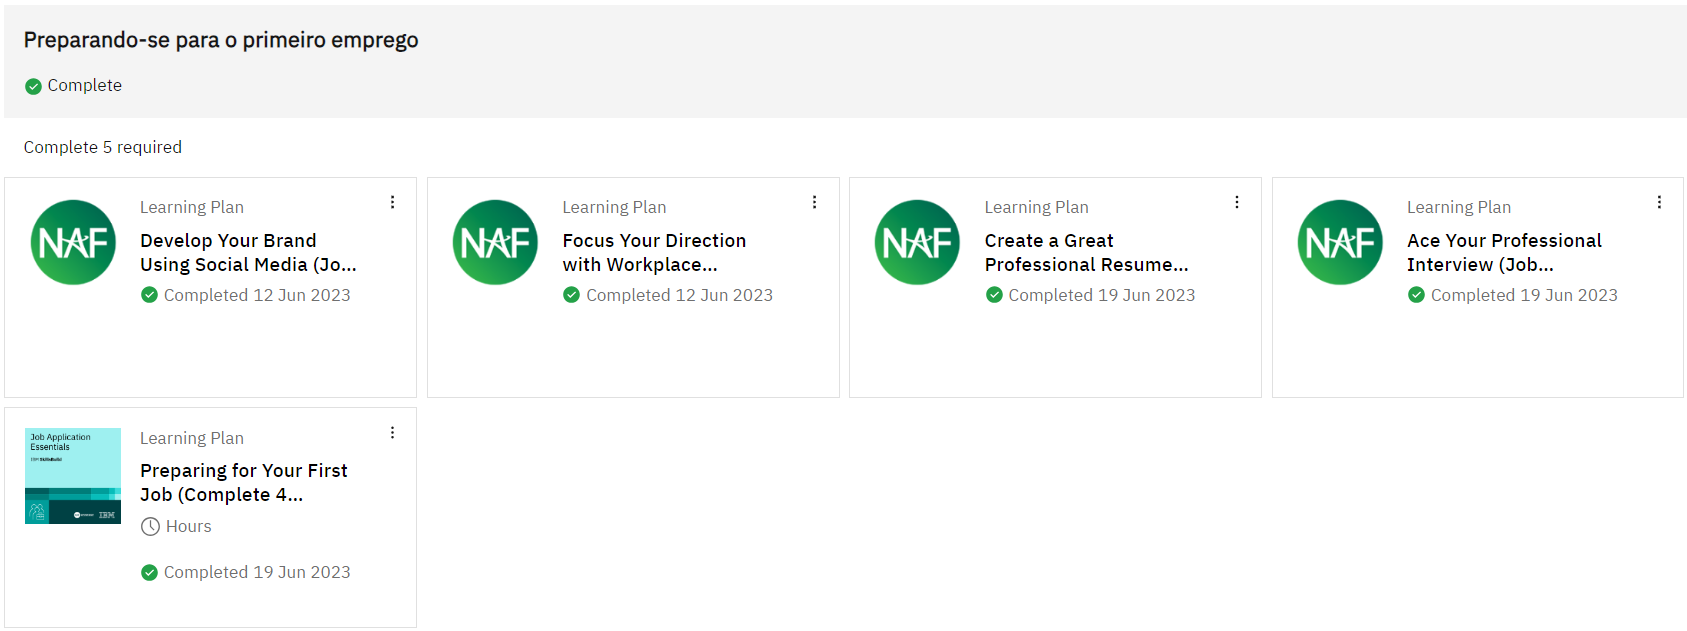 Preparando-se para o primeiro emprego
Complete
Complete 5 required
NAF
Learning Plan
Develop Your Brand
Using Social Media (Jo...
Completed 12 Jun 2023
NAF
Learning Plan
Focus Your Direction
with Workplace...
Completed 12 Jun 2023
NAF
Learning Plan
Create a Great
Professional Resume...
Completed 19 Jun 2023
NAF
Learning Plan
Ace Your Professional
Interview (Job...
Completed 19 Jun 2023
Job Application
Essentials
IBM SkillsBuild
IBM
Learning Plan
Preparing for Your First
Job (Complete 4...
Hours
Completed 19 Jun 2023